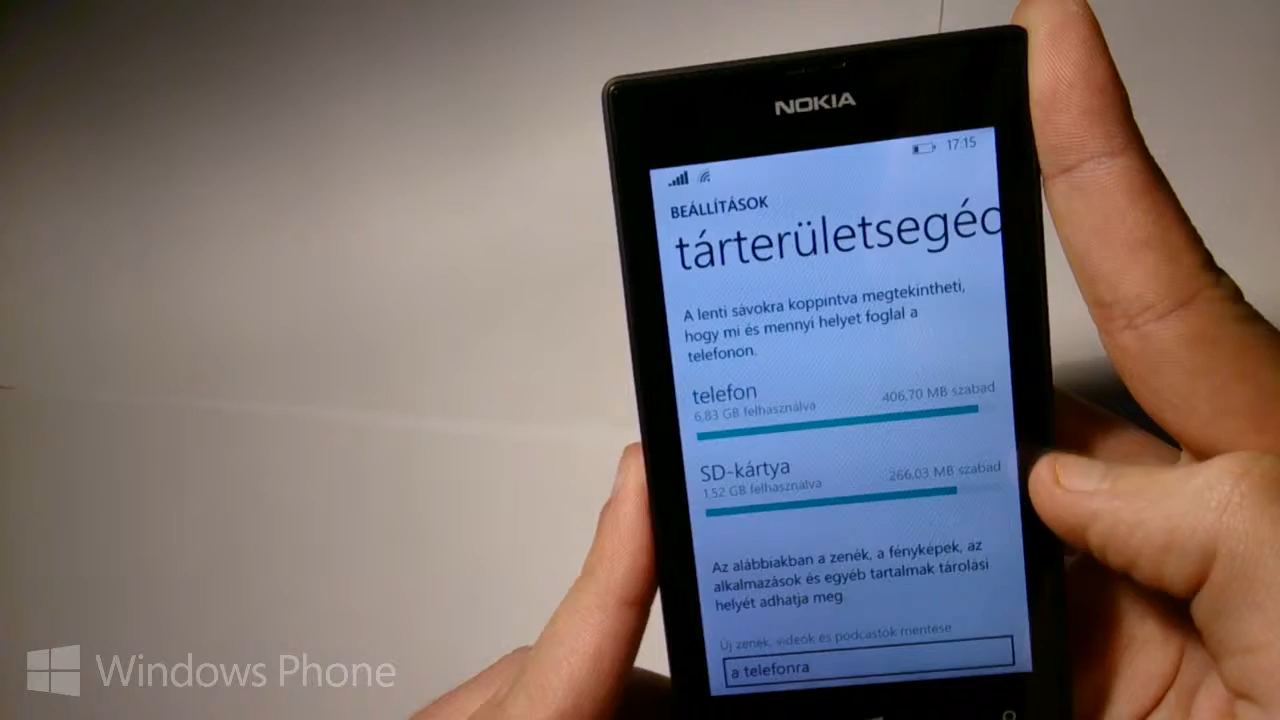 NOKIA
17:15
BEÁLLÍTÁSOK
tárterületsegéd
A lenti sávokra koppintva megtekintheti,
hogy mi és mennyi helyet foglal a
telefonon.
telefon
6,83 GB felhasználva 406,70 MB szabad
SD-kártya
1,52 GB felhasználva 266,03 MB szabad
Az alábbiakban a zenék, a fényképek, az
alkalmazások és egyéb tartalmak tárolási
helyét adhatja meg.
Új zenék, videók és podcastok mentése
a telefonra
Windows Phone